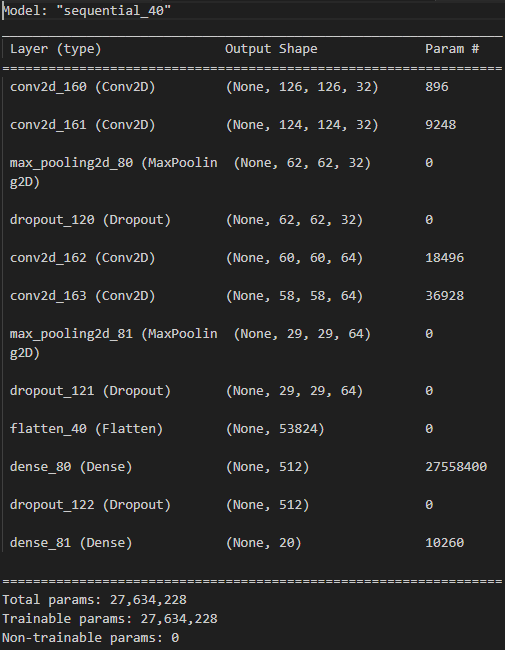 Model: "sequential_40"
Layer (type) Output Shape Param #
conv2d_160 (Conv2D) (None, 126, 126, 32) 896
conv2d_161 (Conv2D) (None, 124, 124, 32) 9248
max_pooling2d_80 (MaxPoolin (None, 62, 62, 32) 0
g2D)
dropout_120 (Dropout) (None, 62, 62, 32) 0
conv2d_162 (Conv2D) (None, 60, 60, 64) 18496
conv2d_163 (Conv2D) (None, 58, 58, 64) 36928
max_pooling2d_81 (MaxPoolin (None, 29, 29, 64) 0
g2D)
dropout_121 (Dropout) (None, 29, 29, 64) 0
flatten_40 (Flatten) (None, 53824) 0
dense_80 (Dense) (None, 512) 27558400
dropout_122 (Dropout) (None, 512) 0
dense_81 (Dense) (None, 20) 10260
=================================================================
Total params: 27,634,228
Trainable params: 27,634,228
Non-trainable params: 0